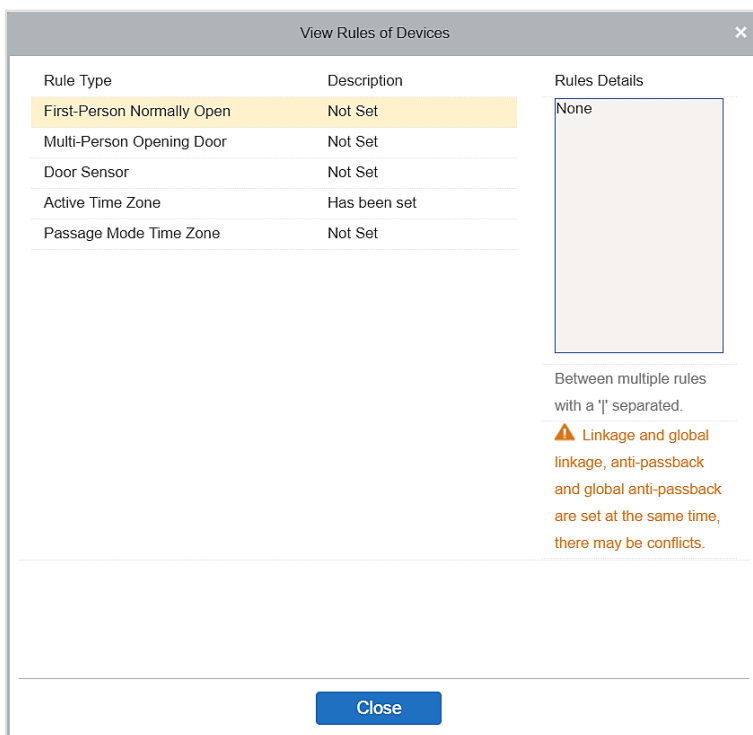 View Rules of Devices
×
Rule Type Description Rules Details
First-Person Normally Open Not Set
Multi-Person Opening Door Not Set
Door Sensor Not Set
Active Time Zone Has been set
Passage Mode Time Zone Not Set
None
Between multiple rules
with a '|' separated.
Linkage and global
linkage, anti-passback
and global anti-passback
are set at the same time,
there may be conflicts.
Close